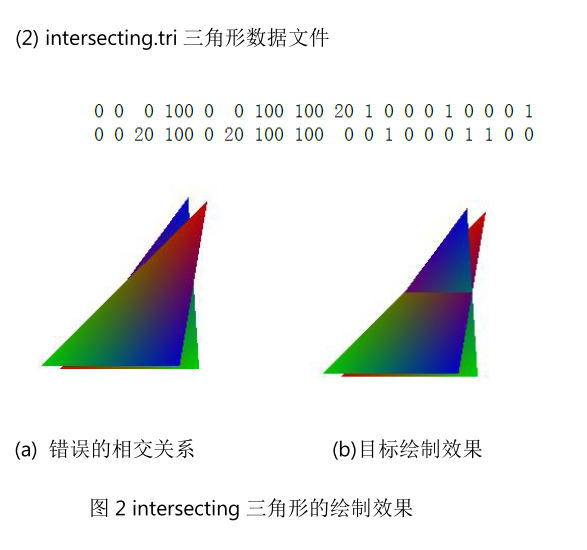 (2) intersecting.tri 三角形数据文件
0 0 0 100 0 0 100 100 20 1 0 0 0 1 0 0 0 1
0 0 20 100 0 20 100 100 0 0 1 0 0 0 1 1 0 0
(a) 错误的相交关系 (b)目标绘制效果
图 2 intersecting 三角形的绘制效果